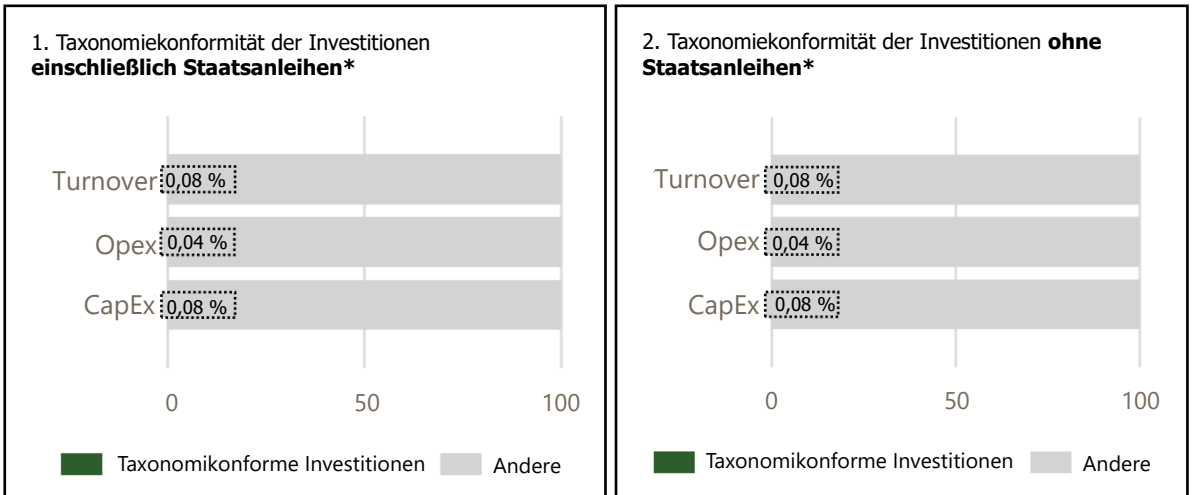 1. Taxonomiekonformität der Investitionen
einschließlich Staatsanleihen*
Turnover 0,08 %
Opex 0,04 %
CapEx 0,08 %
0 50 100
Taxonomikonforme Investitionen Andere
2. Taxonomiekonformität der Investitionen ohne
Staatsanleihen*
Turnover 0,08 %
Opex 0,04 %
CapEx 0,08 %
0 50 100
Taxonomikonforme Investitionen Andere